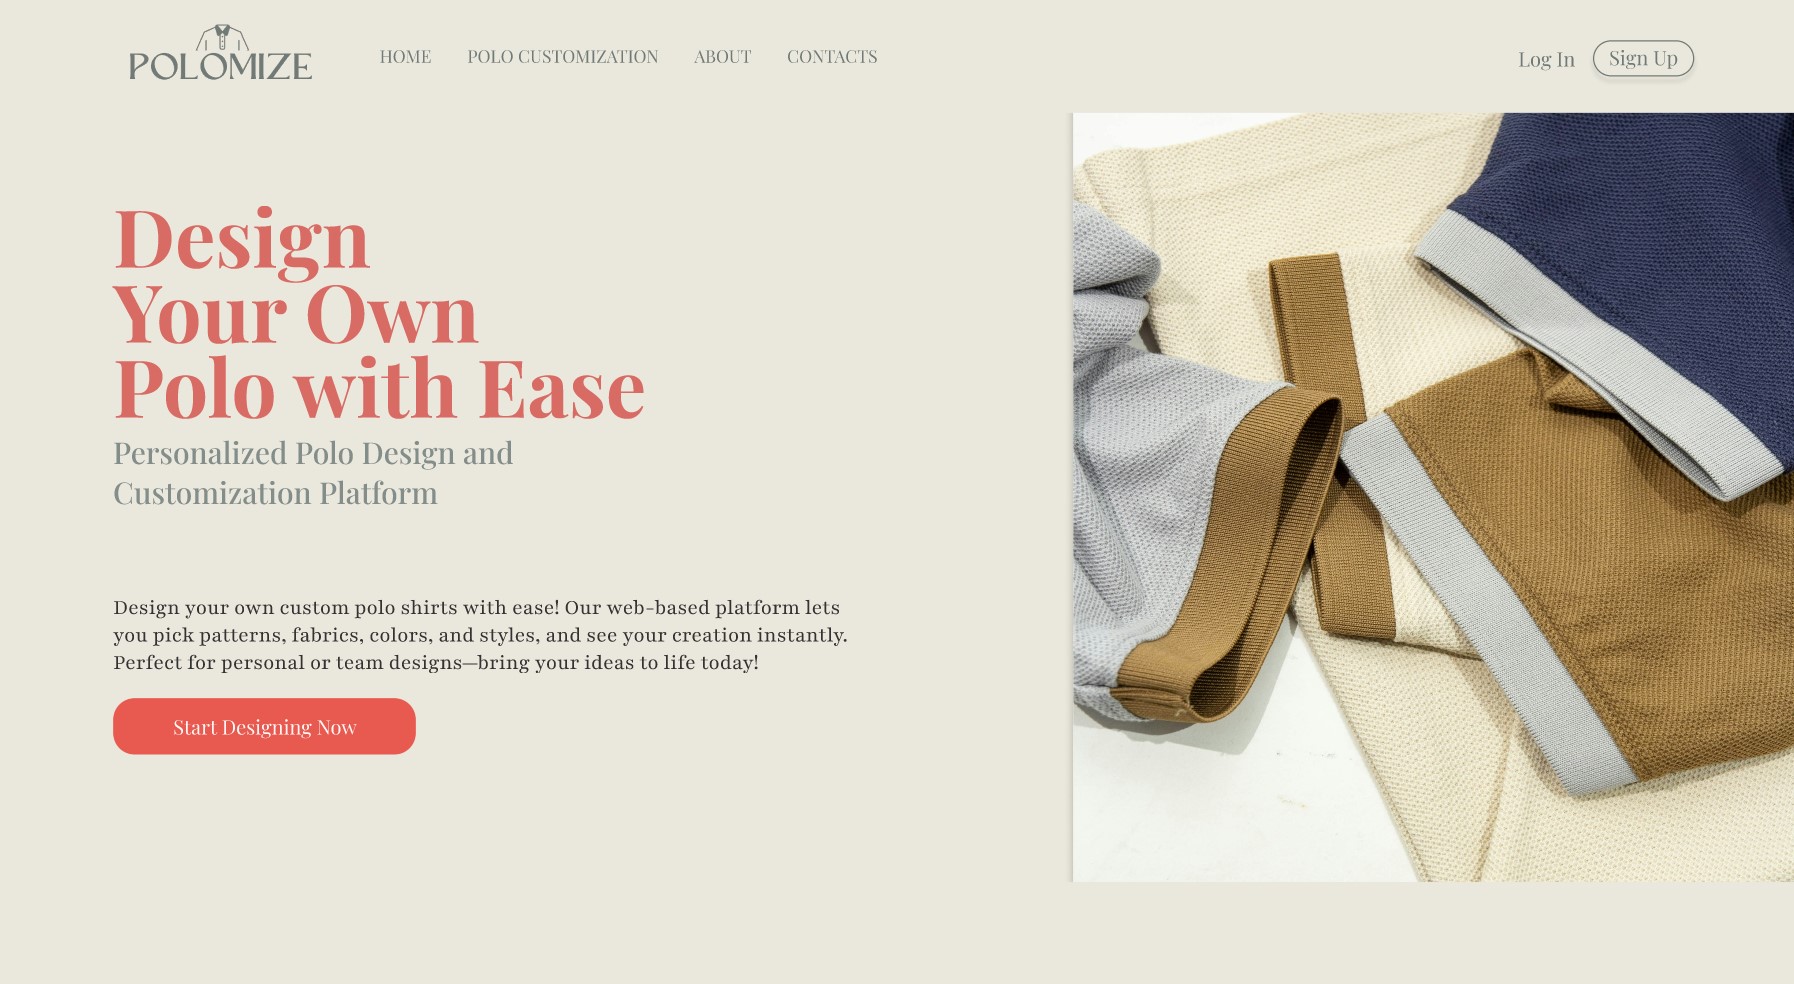 POLOMIZE
HOME POLO CUSTOMIZATION ABOUT CONTACTS
Log In Sign Up
Design
Your Own
Polo with Ease
Personalized Polo Design and
Customization Platform
Design your own custom polo shirts with ease! Our web-based platform lets
you pick patterns, fabrics, colors, and styles, and see your creation instantly.
Perfect for personal or team designs—bring your ideas to life today!
Start Designing Now